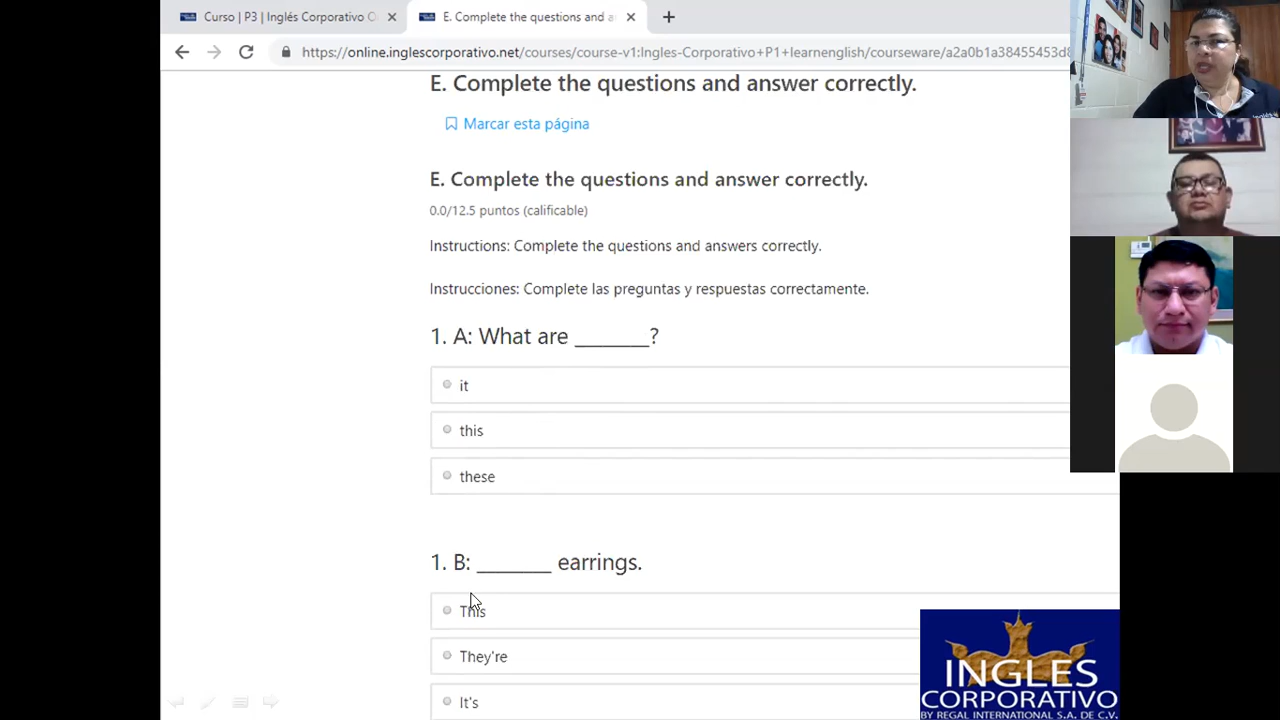 Curso | P3 | Inglés Corporativo O
E. Complete the questions and a
https://online.inglescorporativo.net/courses/course-v1:Ingles-Corporativo+P1+learnenglish/courseware/a2a0b1a38455453d8
E. Complete the questions and answer correctly.
Marcar esta página
E. Complete the questions and answer correctly.
0.0/12.5 puntos (calificable)
Instructions: Complete the questions and answers correctly.
Instrucciones: Complete las preguntas y respuestas correctamente.
1. A: What are _______?
it
this
these
1. B: _______ earrings.
This
They're
It's
INGLES
CORPORATIVO
BY REGAL INTERNATIONAL S.A. DE C.V.